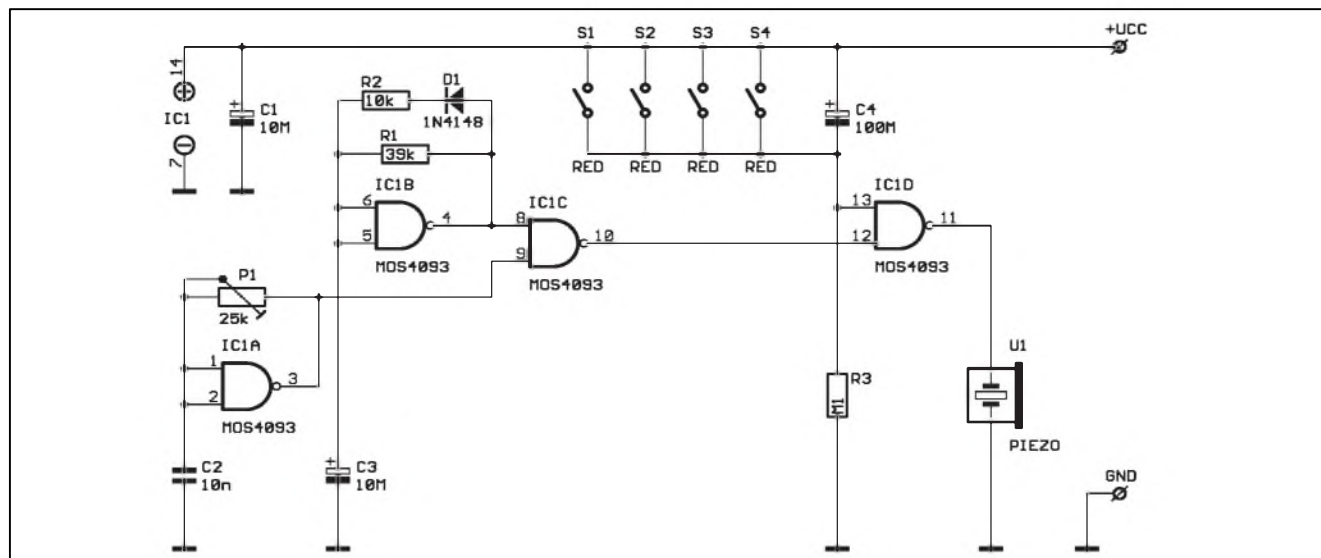 S1 S2 S3 S4
+UCC
14
IC1
7
C1
10M
R2
10k
D1
1N4148
R1
39k
C4
100M
RED RED RED RED
IC1B
6
5
4
MOS4093
IC1C
8
9
10
MOS4093
IC1D
13
12
11
MOS4093
P1
25k
IC1A
1
2
3
MOS4093
C2
10n
C3
10M
R3
M1
U1
PIEZO
GND